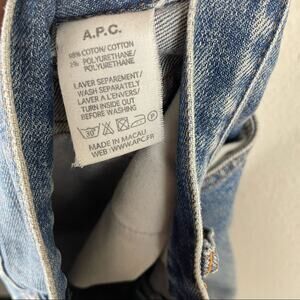 A.P.C.
98% COTON/COTTON
2% POLYURETHANE/
POLYURETHANE
LAVER SEPAREMENT/
WASH SEPARATELY
LAVER A L'ENVERS/
TURN INSIDE OUT
BEFORE WASHING
30°
P
MADE IN MACAU
WEB : WWW.APC.FR